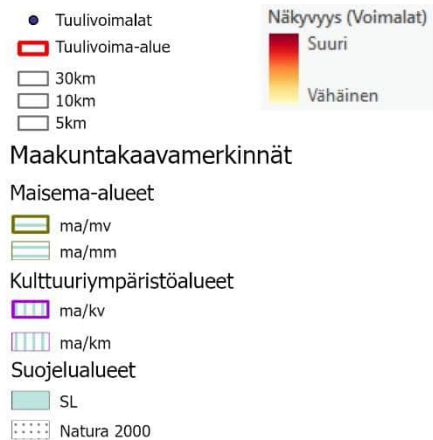 Tuulivoimalat
Tuulivoima-alue
30km
10km
5km
Näkyvyys (Voimalat)
Suuri
Vähäinen
Maakuntakaavamerkinnät
Maisema-alueet
ma/mv
ma/mm
Kulttuuriympäristöalueet
ma/kv
ma/km
Suojelualueet
SL
Natura 2000